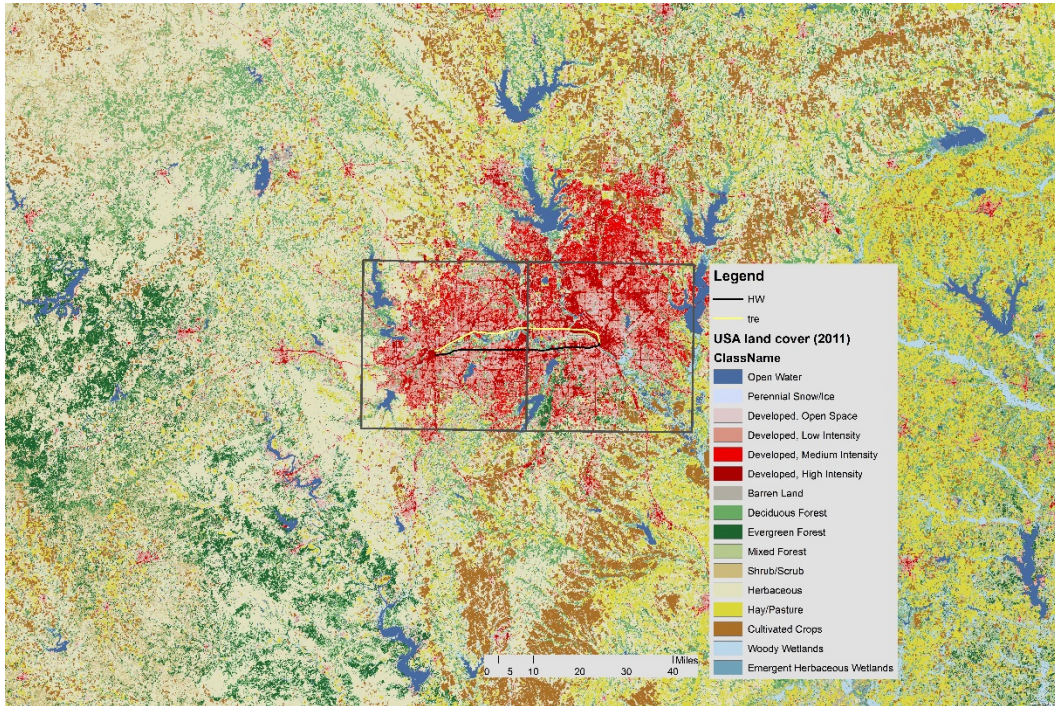 Legend
HW
tre
USA land cover (2011)
ClassName
Open Water
Perennial Snow/Ice
Developed, Open Space
Developed, Low Intensity
Developed, Medium Intensity
Developed, High Intensity
Barren Land
Deciduous Forest
Evergreen Forest
Mixed Forest
Shrub/Scrub
Herbaceous
Hay/Pasture
Cultivated Crops
Woody Wetlands
Emergent Herbaceous Wetlands
Miles
0 5 10 20 30 40